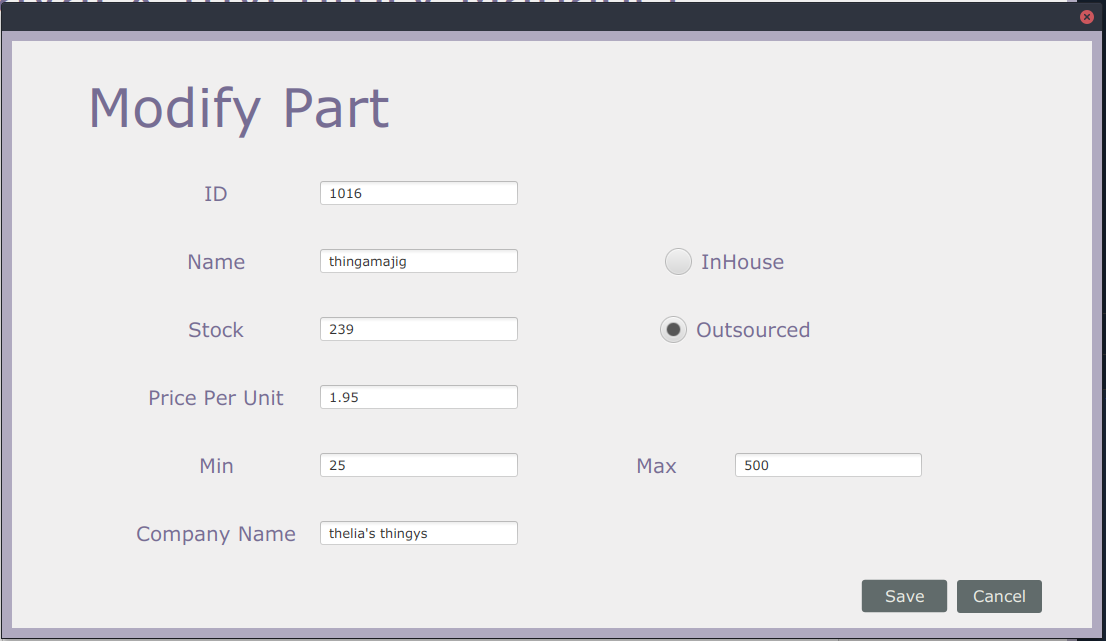 Modify Part
ID 1016
Name thingamajig InHouse
Stock 239 Outsourced
Price Per Unit 1.95
Min 25 Max 500
Company Name thelia's thingys
Save Cancel